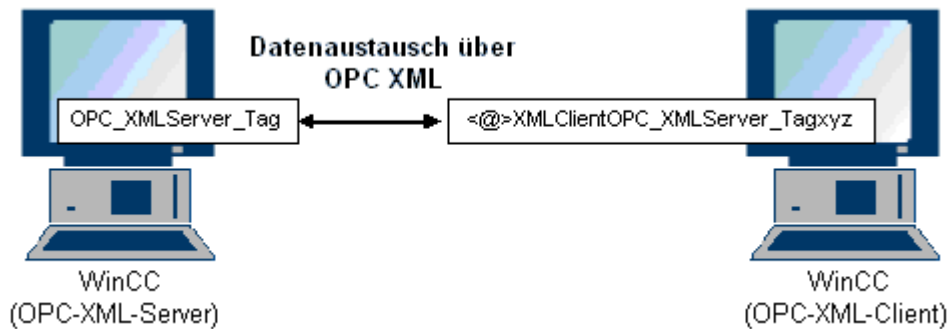 Datenaustausch über
OPC XML
OPC_XMLServer_Tag
<@>XMLClientOPC_XMLServer_Tagxyz
WinCC
(OPC-XML-Server)
WinCC
(OPC-XML-Client)